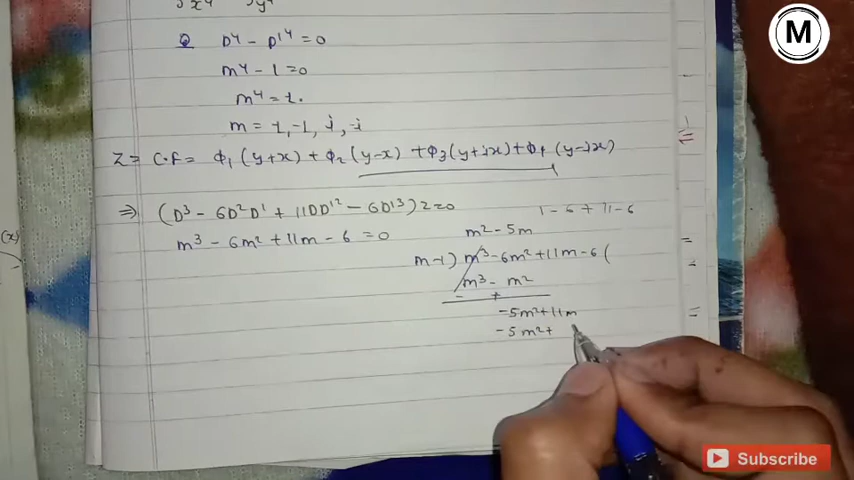 x⁴ y⁴
Q D⁴ - D'⁴ = 0
m⁴ - 1 = 0
m⁴ = 1.
m = 1, -1, i, -i
Z = C.F = Φ₁ (y+x) + Φ₂ (y-x) + Φ₃ (y+ix) + Φ₄ (y-ix)
⇒ (D³ - 6D²D' + 11DD'² - 6D'³) z = 0
1 - 6 + 11 - 6
m³ - 6m² + 11m - 6 = 0
m² - 5m
m-1) m³ - 6m² + 11m - 6 (
m³ - m²
- +
-5m² + 11m
-5m² +
(x)
M
Subscribe